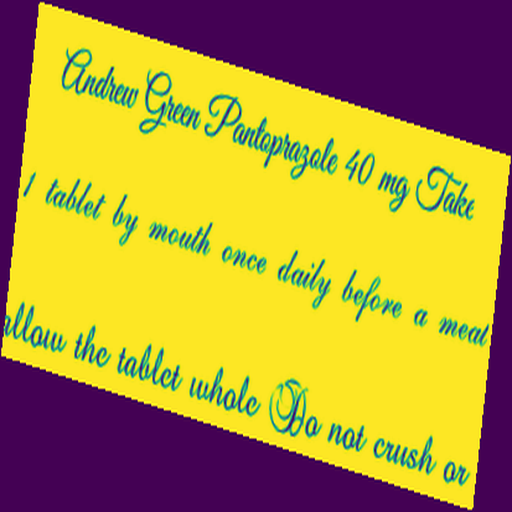 Andrew Green Pantoprazole 40 mg Take
1 tablet by mouth once daily before a meal
the tablet whole Do not crush or